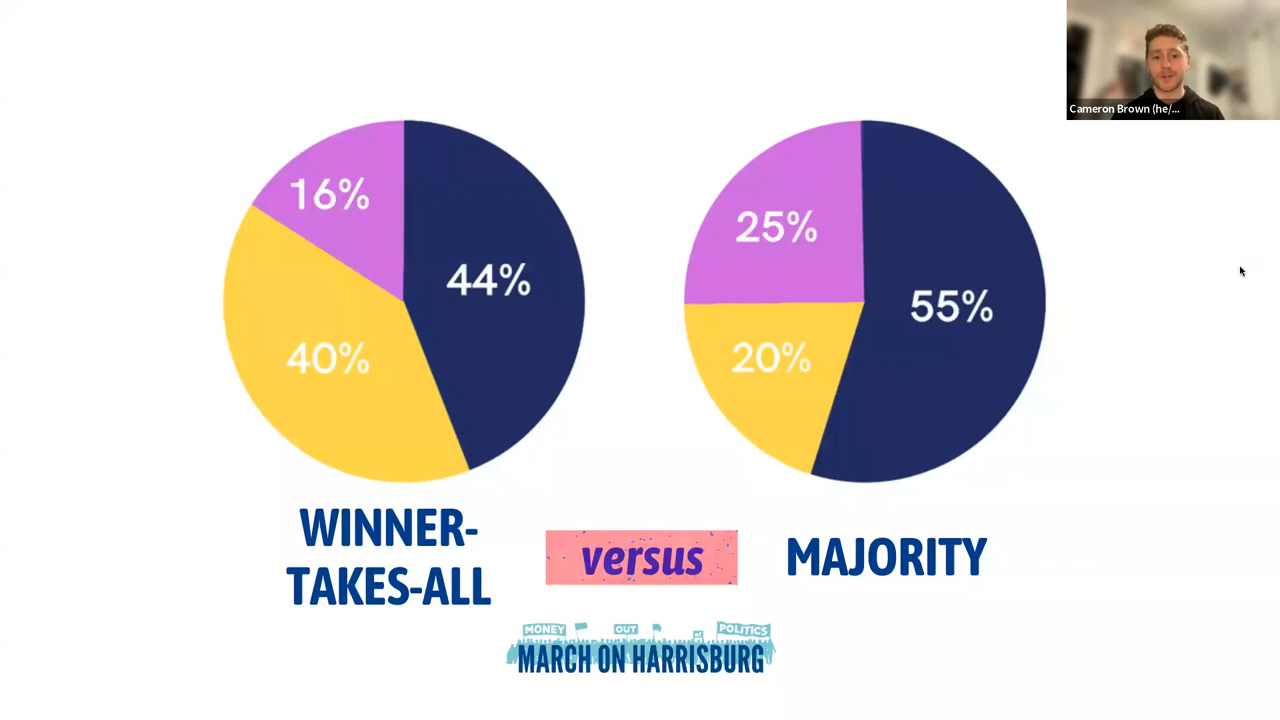 Cameron Brown (he/...
16%
44%
40%
25%
55%
20%
WINNER-
TAKES-ALL
versus
MAJORITY
MONEY OUT of POLITICS
MARCH ON HARRISBURG